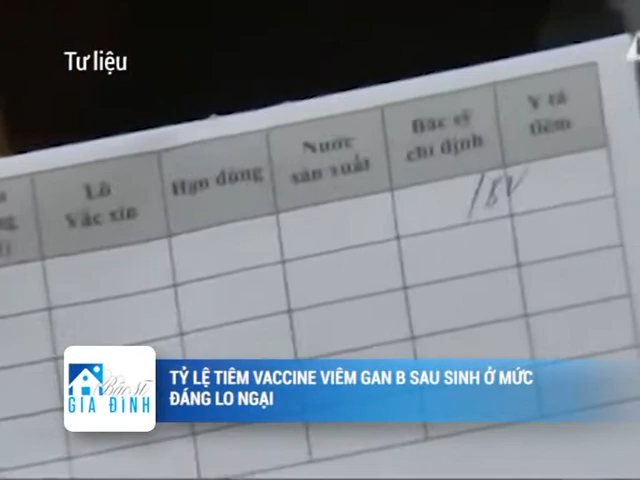 Tư liệu
Lô
Vắc xin
Hạn dùng
Nước
sản xuất
Bác sỹ
chỉ định
Y tá
tiêm
TỶ LỆ TIÊM VACCINE VIÊM GAN B SAU SINH Ở MỨC
ĐÁNG LO NGẠI
Bác sĩ
GIA ĐÌNH